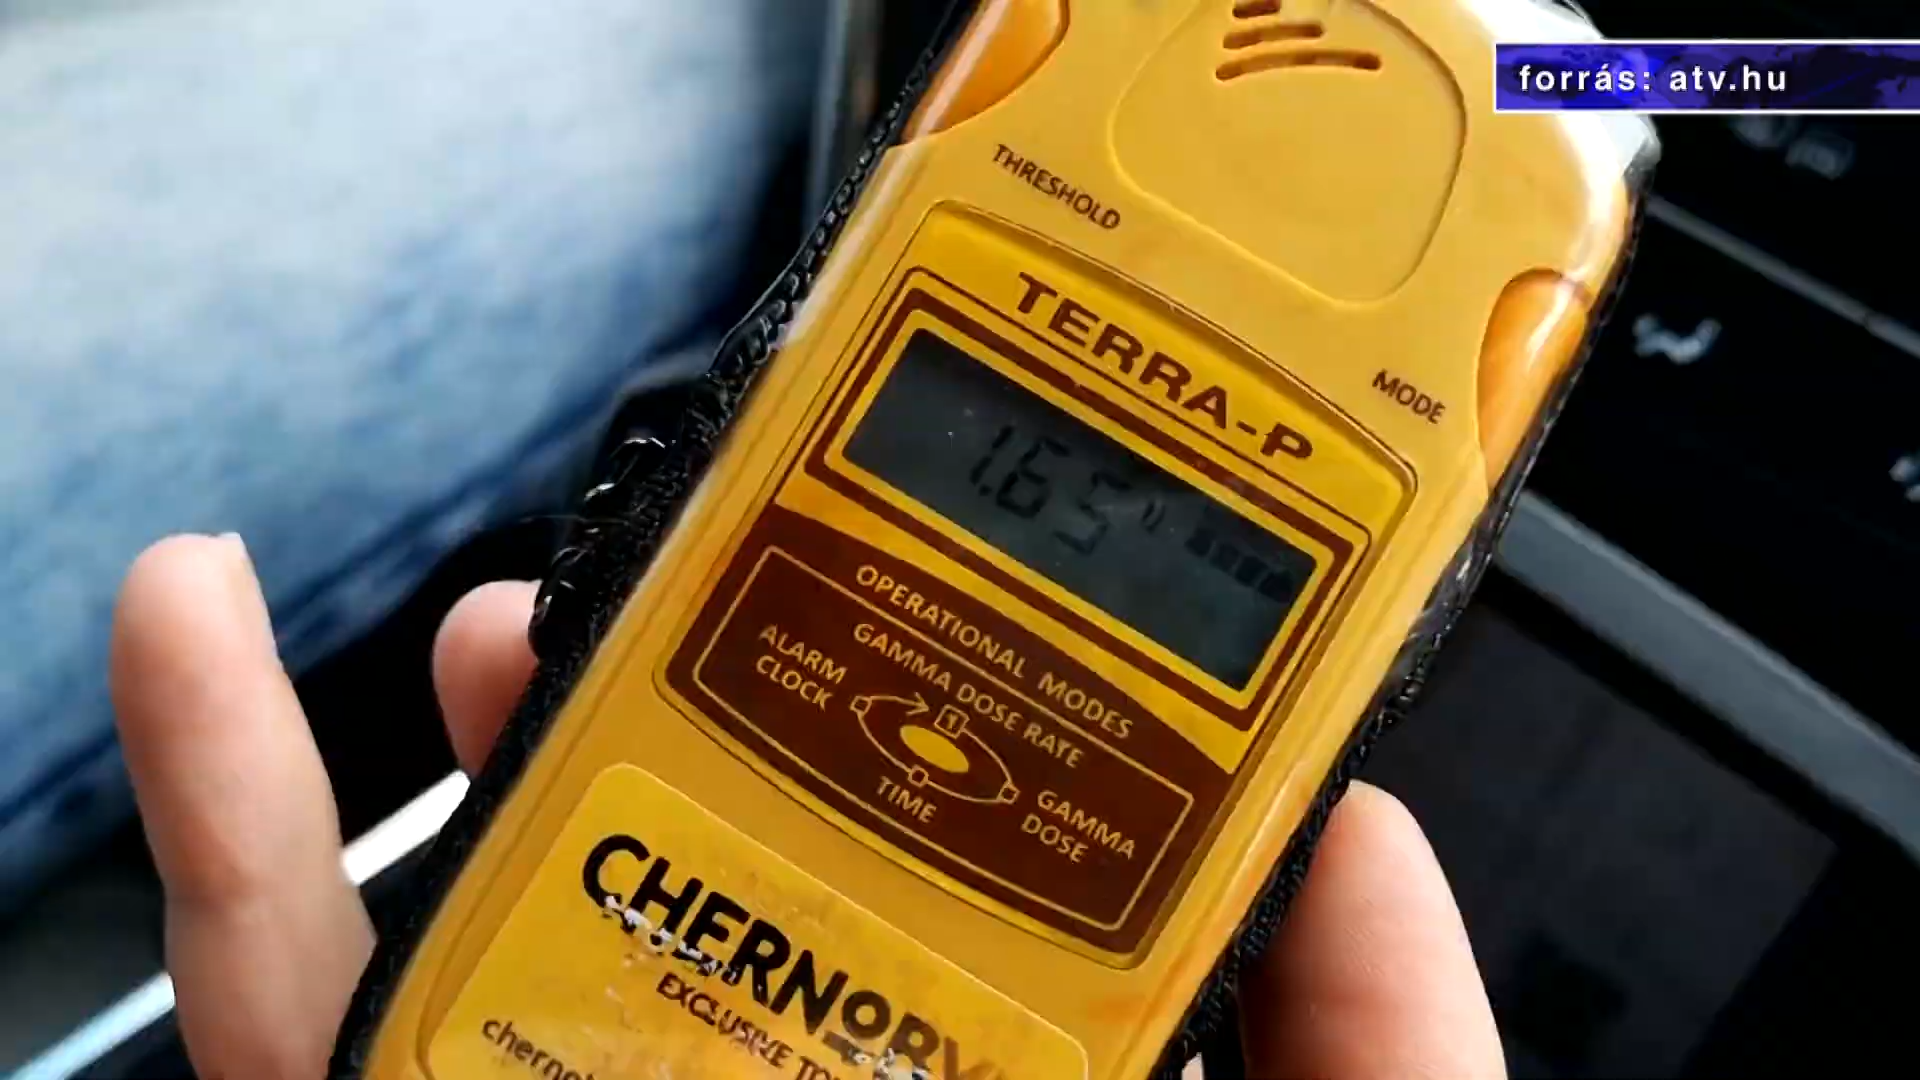 forrás: atv.hu
THRESHOLD
MODE
TERRA-P
1.65
OPERATIONAL MODES
GAMMA DOSE RATE
ALARM
CLOCK
1
TIME
GAMMA
DOSE
EXCLUSIVE